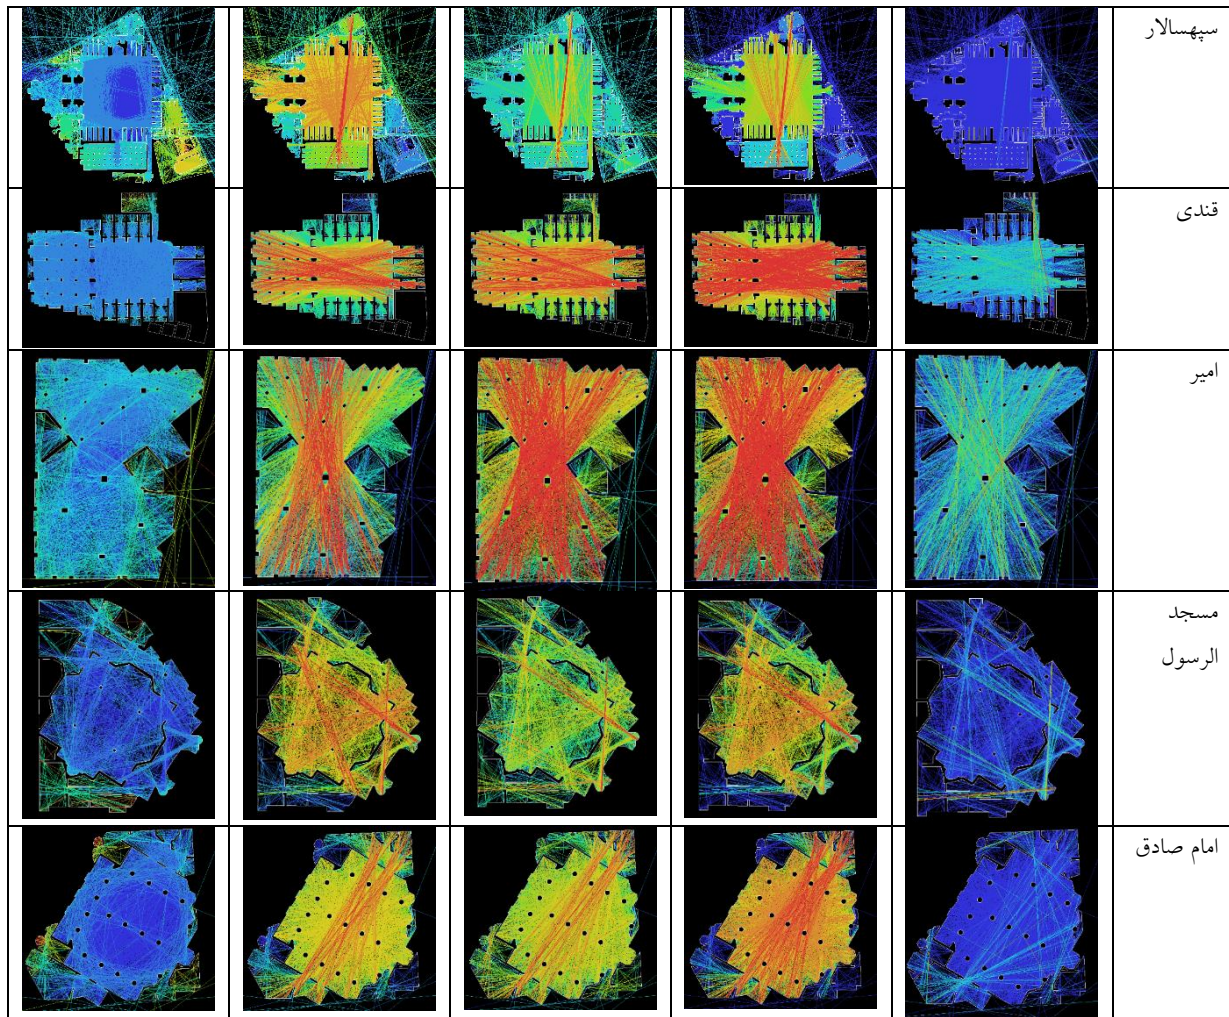 سپهسالار
قندی
امیر
مسجد
الرسول
امام صادق